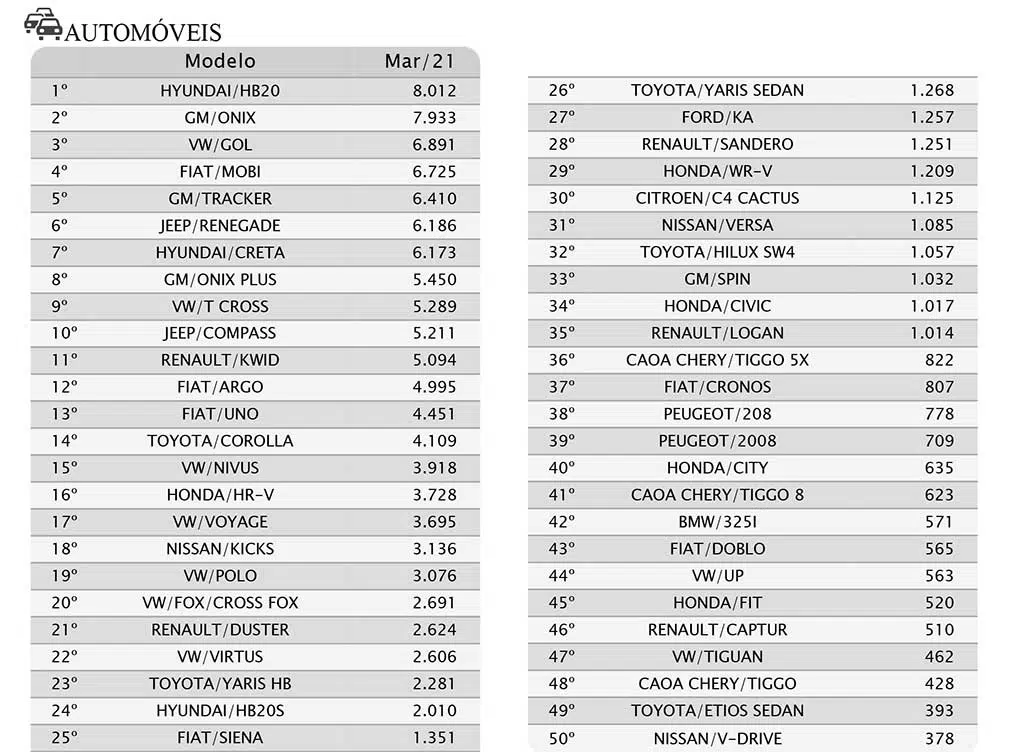 AUTOMÓVEIS
Modelo Mar/21
1º HYUNDAI/HB20 8.012
2º GM/ONIX 7.933
3º VW/GOL 6.891
4º FIAT/MOBI 6.725
5º GM/TRACKER 6.410
6º JEEP/RENEGADE 6.186
7º HYUNDAI/CRETA 6.173
8º GM/ONIX PLUS 5.450
9º VW/T CROSS 5.289
10º JEEP/COMPASS 5.211
11º RENAULT/KWID 5.094
12º FIAT/ARGO 4.995
13º FIAT/UNO 4.451
14º TOYOTA/COROLLA 4.109
15º VW/NIVUS 3.918
16º HONDA/HR-V 3.728
17º VW/VOYAGE 3.695
18º NISSAN/KICKS 3.136
19º VW/POLO 3.076
20º VW/FOX/CROSS FOX 2.691
21º RENAULT/DUSTER 2.624
22º VW/VIRTUS 2.606
23º TOYOTA/YARIS HB 2.281
24º HYUNDAI/HB20S 2.010
25º FIAT/SIENA 1.351
26º TOYOTA/YARIS SEDAN 1.268
27º FORD/KA 1.257
28º RENAULT/SANDERO 1.251
29º HONDA/WR-V 1.209
30º CITROEN/C4 CACTUS 1.125
31º NISSAN/VERSA 1.085
32º TOYOTA/HILUX SW4 1.057
33º GM/SPIN 1.032
34º HONDA/CIVIC 1.017
35º RENAULT/LOGAN 1.014
36º CAOA CHERY/TIGGO 5X 822
37º FIAT/CRONOS 807
38º PEUGEOT/208 778
39º PEUGEOT/2008 709
40º HONDA/CITY 635
41º CAOA CHERY/TIGGO 8 623
42º BMW/325I 571
43º FIAT/DOBLO 565
44º VW/UP 563
45º HONDA/FIT 520
46º RENAULT/CAPTUR 510
47º VW/TIGUAN 462
48º CAOA CHERY/TIGGO 428
49º TOYOTA/ETIOS SEDAN 393
50º NISSAN/V-DRIVE 378